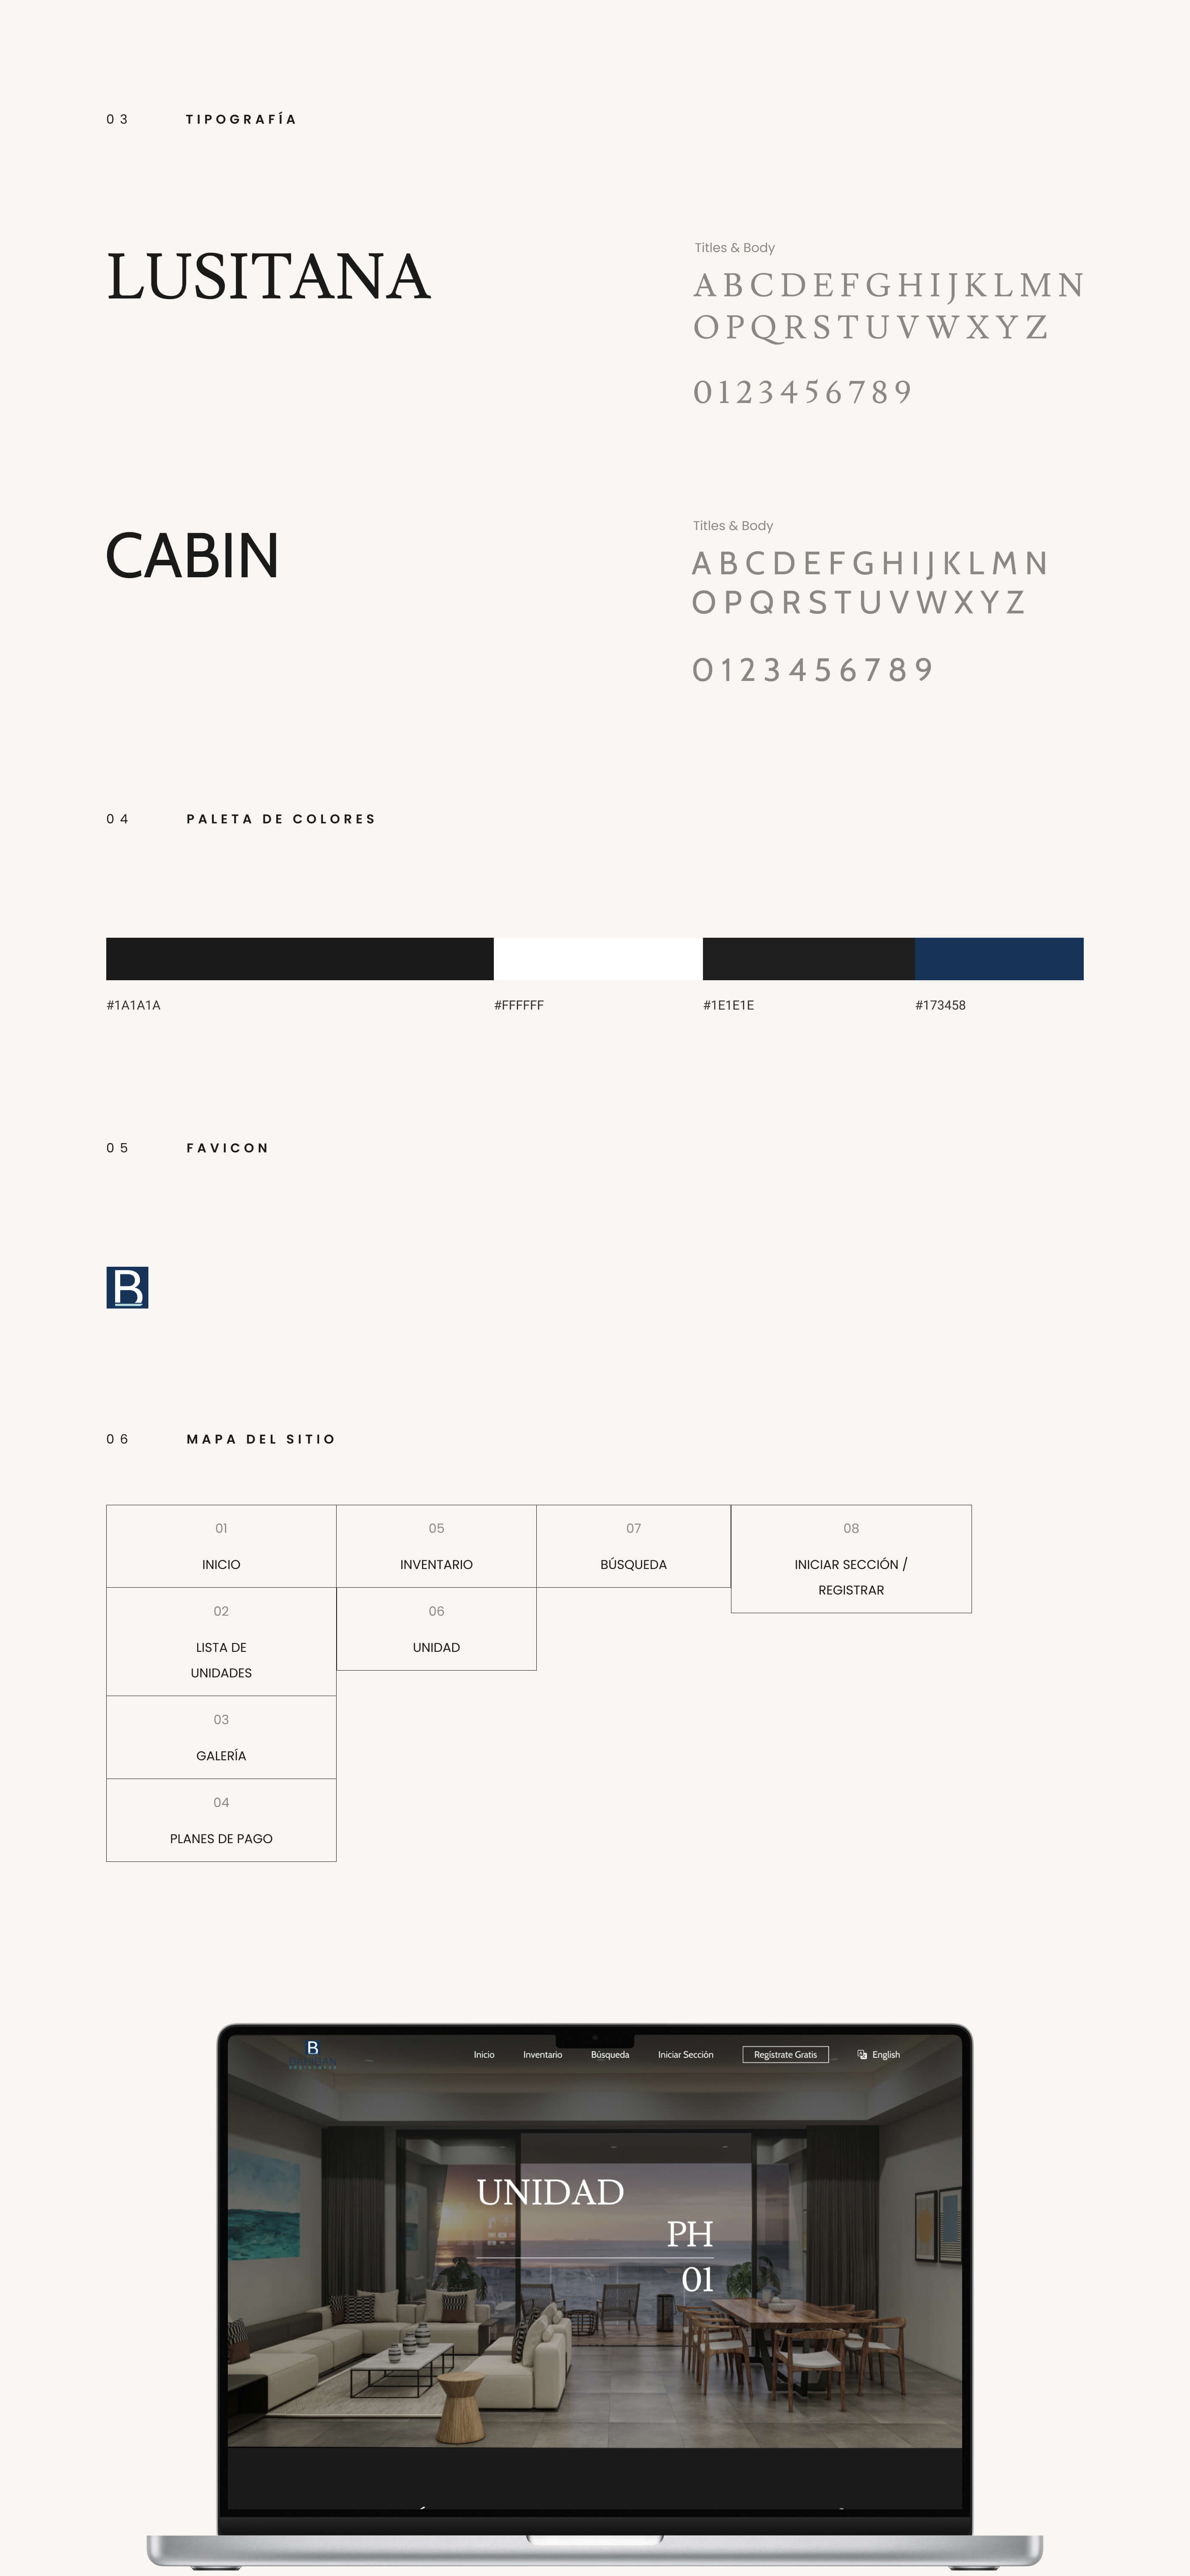 03 TIPOGRAFÍA
LUSITANA
Titles & Body
ABCDEFGHIJKLMN
OPQRSTUVWXYZ
0123456789
CABIN
Titles & Body
ABCDEFGHIJKLMN
OPQRSTUVWXYZ
0123456789
04 PALETA DE COLORES
#1A1A1A #FFFFFF #1E1E1E #173458
05 FAVICON
B
06 MAPA DEL SITIO
01
INICIO
02
LISTA DE
UNIDADES
03
GALERÍA
04
PLANES DE PAGO
05
INVENTARIO
06
UNIDAD
07
BÚSQUEDA
08
INICIAR SECCIÓN /
REGISTRAR
B
Inicio Inventario Búsqueda Iniciar Sección Regístrate Gratis English
UNIDAD
PH
01